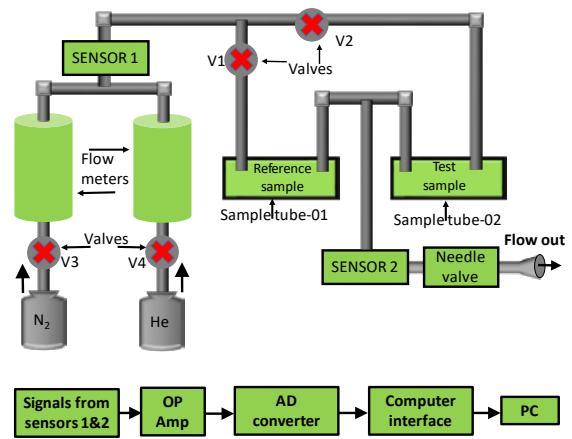 SENSOR 1
V1
V2
Valves
Flow
meters
Reference
sample
Test
sample
Sample tube-01
Sample tube-02
Valves
V3
V4
N2
He
SENSOR 2
Needle
valve
Flow out
Signals from
sensors 1&2
OP
Amp
AD
converter
Computer
interface
PC